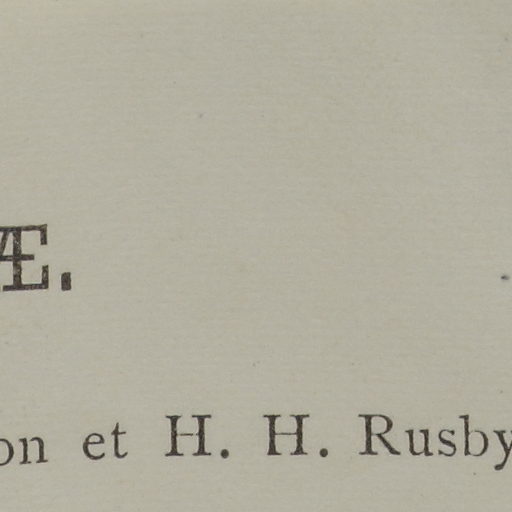 Æ.
on et H. H. Rusby